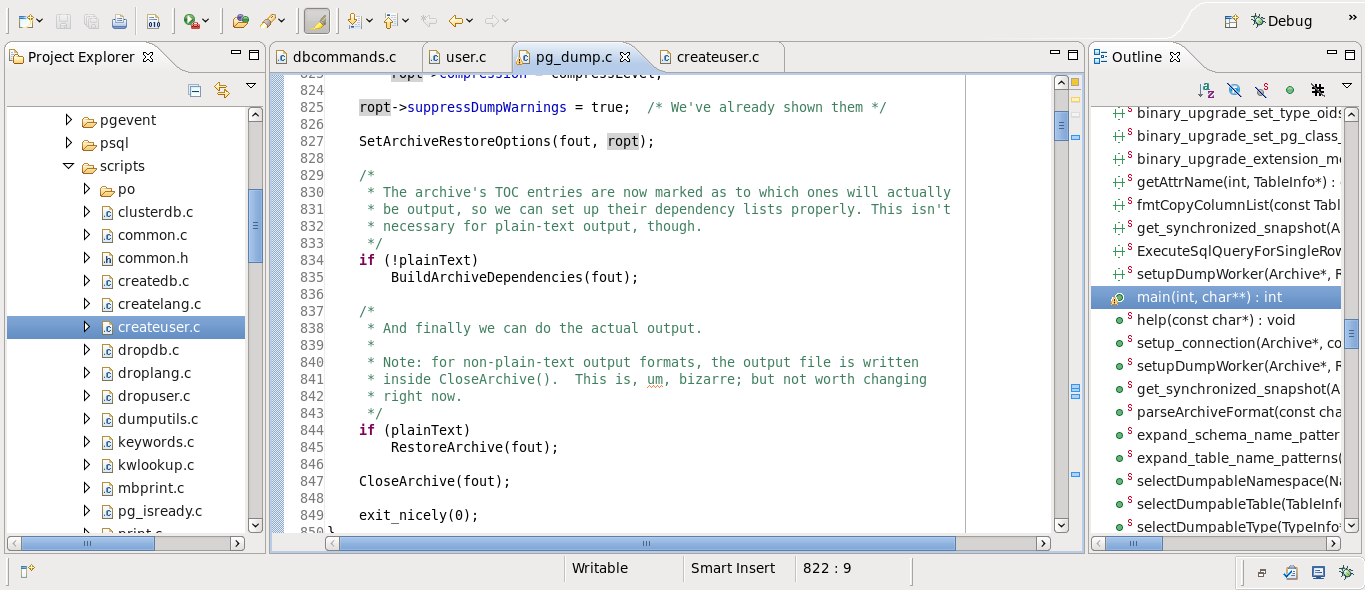 Debug
»
Project Explorer
dbcommands.c
user.c
pg_dump.c
createuser.c
Outline
pgevent
psql
scripts
po
clusterdb.c
common.c
common.h
createdb.c
createlang.c
createuser.c
dropdb.c
droplang.c
dropuser.c
dumputils.c
keywords.c
kwlookup.c
mbprint.c
pg_isready.c
print.c
823 ropt->compression = compressLevel;
824
825 ropt->suppressDumpWarnings = true; /* We've already shown them */
826
827 SetArchiveRestoreOptions(fout, ropt);
828
829 /*
830 * The archive's TOC entries are now marked as to which ones will actually
831 * be output, so we can set up their dependency lists properly. This isn't
832 * necessary for plain-text output, though.
833 */
834 if (!plainText)
835 BuildArchiveDependencies(fout);
836
837 /*
838 * And finally we can do the actual output.
839 *
840 * Note: for non-plain-text output formats, the output file is written
841 * inside CloseArchive(). This is, um, bizarre; but not worth changing
842 * right now.
843 */
844 if (plainText)
845 RestoreArchive(fout);
846
847 CloseArchive(fout);
848
849 exit_nicely(0);
850 }
binary_upgrade_set_type_oids
binary_upgrade_set_pg_class_
binary_upgrade_extension_m
getAttrName(int, TableInfo*) :
fmtCopyColumnList(const Tabl
get_synchronized_snapshot(A
ExecuteSqlQueryForSingleRow
setupDumpWorker(Archive*, R
main(int, char**) : int
help(const char*) : void
setup_connection(Archive*, co
setupDumpWorker(Archive*, R
get_synchronized_snapshot(A
parseArchiveFormat(const cha
expand_schema_name_patter
expand_table_name_patterns(
selectDumpableNamespace(Na
selectDumpableTable(TableInfo
selectDumpableType(TypeInfo*
Writable
Smart Insert
822 : 9